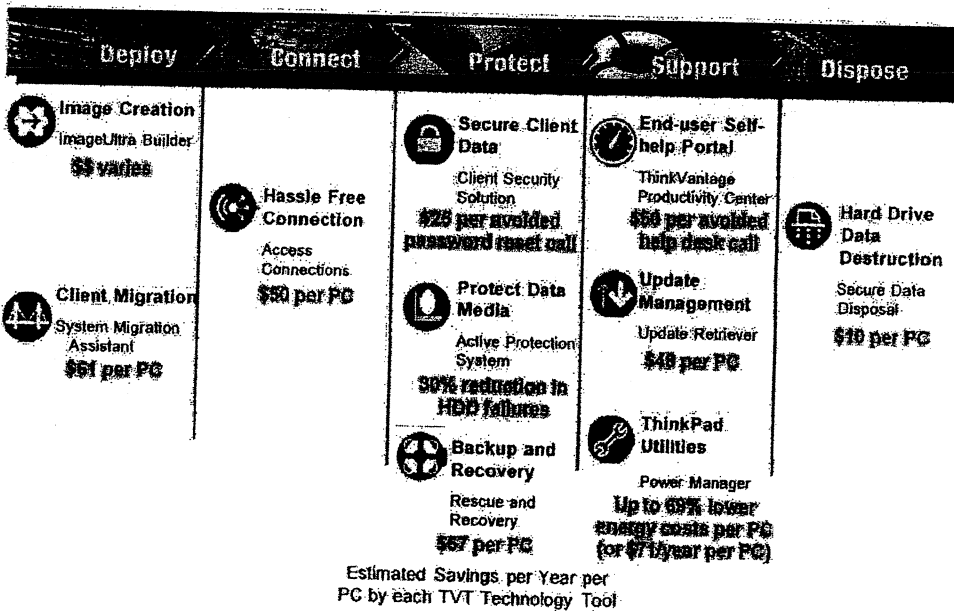 Deploy
Connect
Protect
Support
Dispose
Image Creation
ImageUltra Builder
$$ varies
Client Migration
System Migration
Assistant
$61 per PC
Hassle Free
Connection
Access
Connections
$50 per PC
Secure Client
Data
Client Security
Solution
$25 per avoided
password reset call
Protect Data
Media
Active Protection
System
30% reduction in
HDD failures
Backup and
Recovery
Rescue and
Recovery
$67 per PC
End-user Self-
help Portal
ThinkVantage
Productivity Center
per avoided
help desk call
Update
Management
Update Retriever
per PC
ThinkPad
Utilities
Power Manager
Up to 69% lower
energy costs per PC
(or $71/year per PC)
Hard Drive
Data
Destruction
Secure Data
Disposal
$10 per PC
Estimated Savings per Year per
PC by each TVT Technology Tool